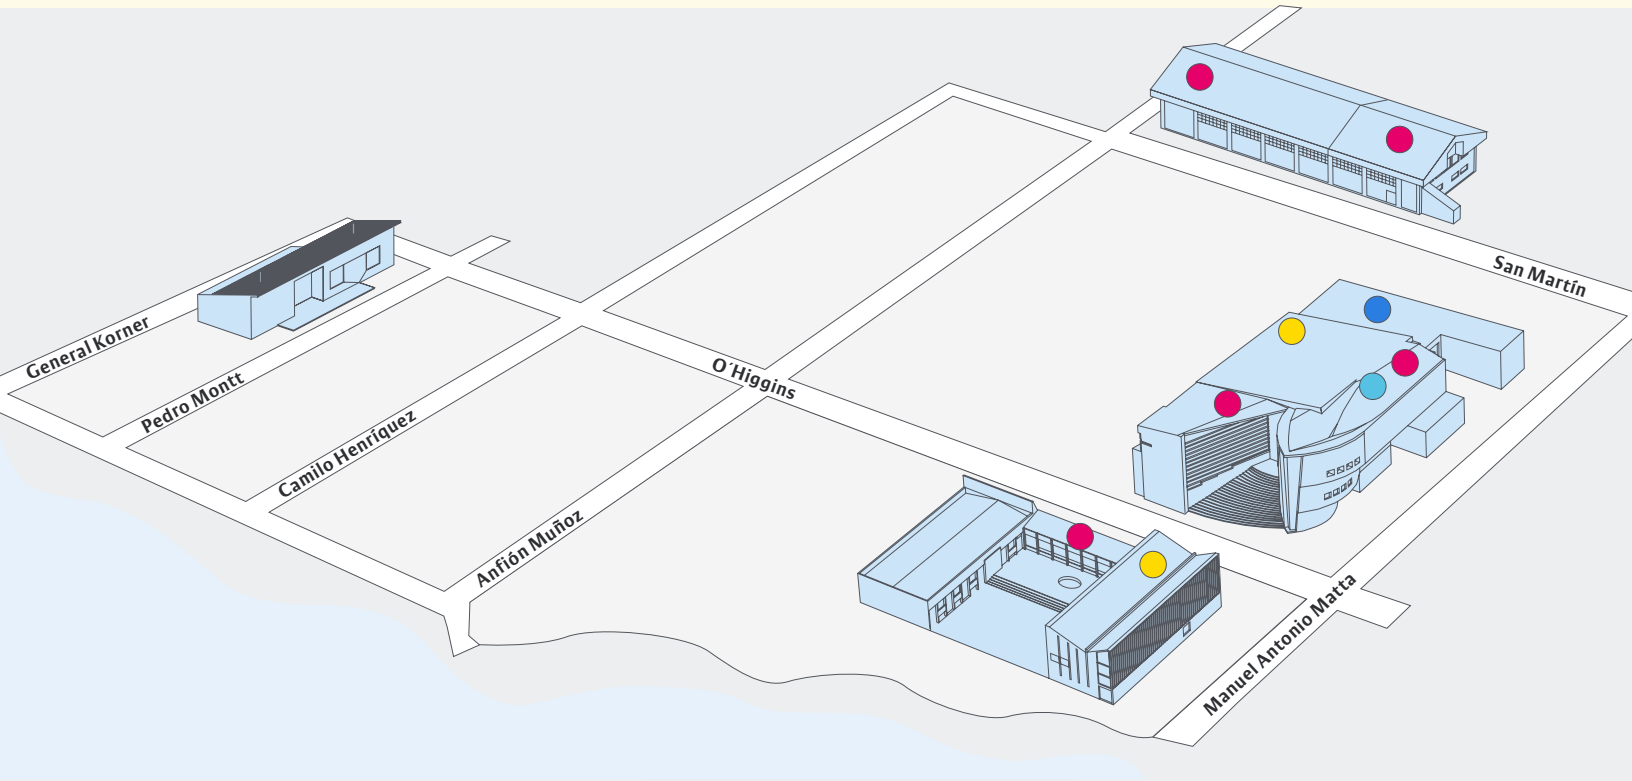 San Martín
General Korner
Pedro Montt
O´Higgins
Camilo Henríquez
Anfión Muñoz
Manuel Antonio Matta